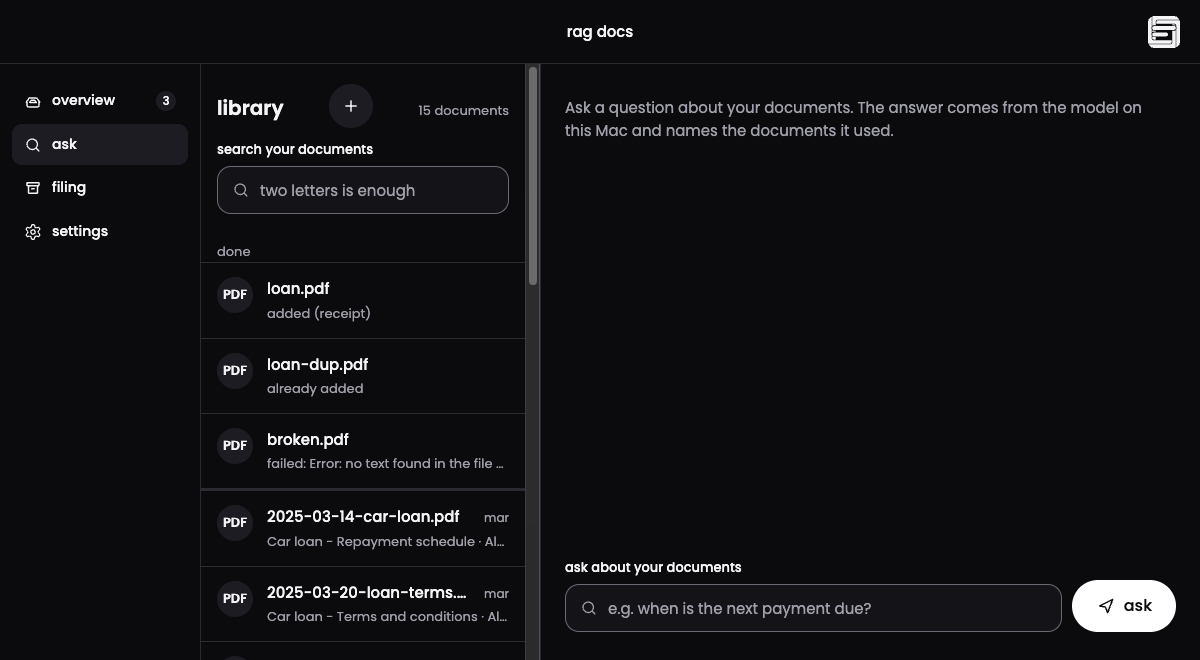 rag docs
overview
3
ask
filing
settings
library
+
15 documents
search your documents
two letters is enough
done
PDF
loan.pdf
added (receipt)
PDF
loan-dup.pdf
already added
PDF
broken.pdf
failed: Error: no text found in the file ...
PDF
2025-03-14-car-loan.pdf
mar
Car loan - Repayment schedule · Al...
PDF
2025-03-20-loan-terms....
mar
Car loan - Terms and conditions · Al...
Ask a question about your documents. The answer comes from the model on
this Mac and names the documents it used.
ask about your documents
e.g. when is the next payment due?
ask